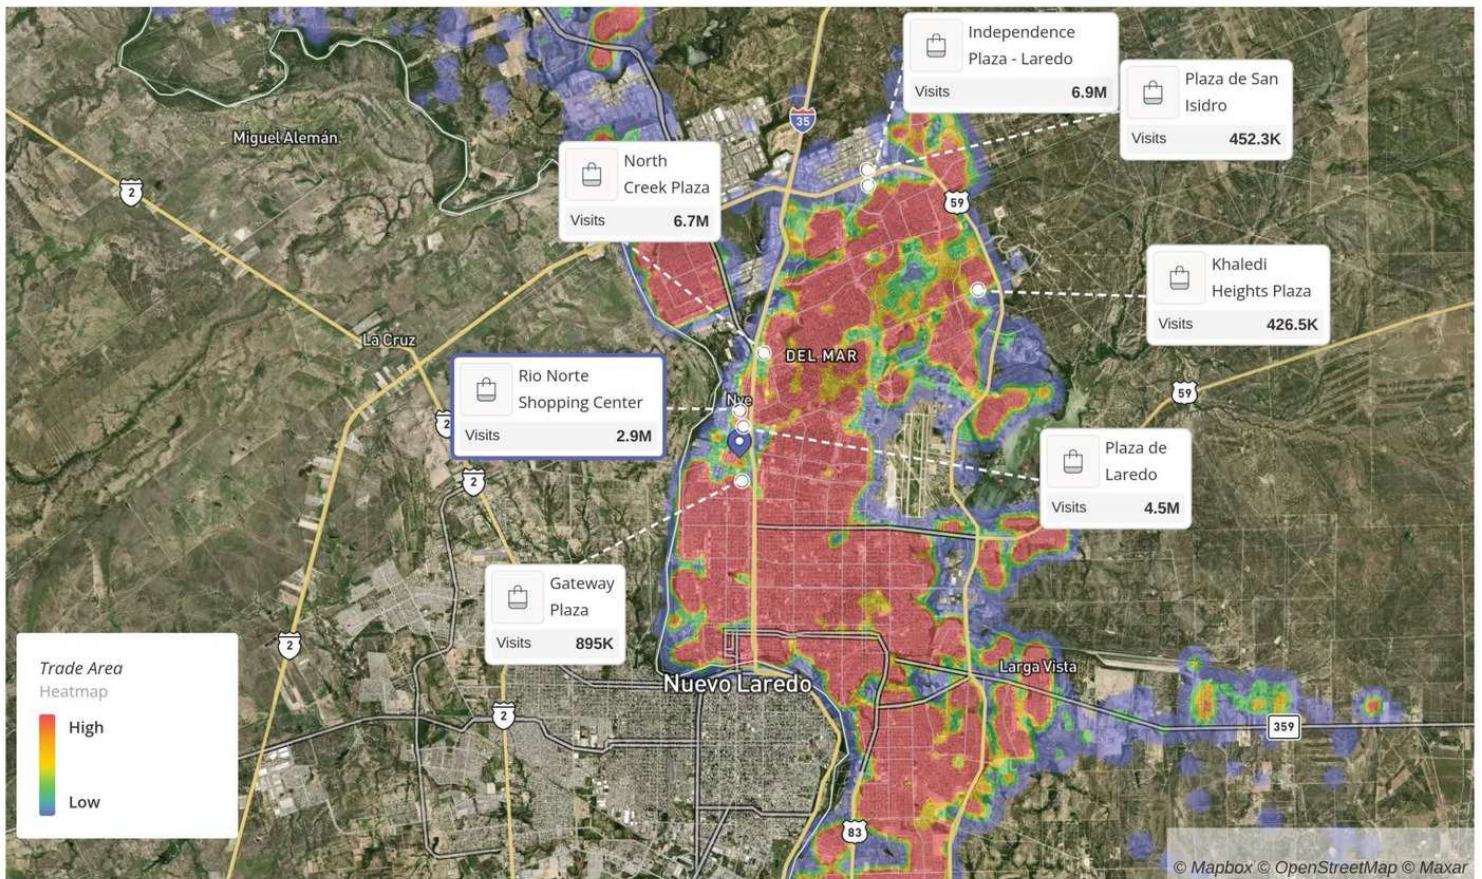 Independence
Plaza - Laredo
Visits 6.9M
Plaza de San
Isidro
Visits 452.3K
35
Miguel Alemán
North
Creek Plaza
Visits 6.7M
2
59
Khaledi
Heights Plaza
Visits 426.5K
La Cruz
DEL MAR
Rio Norte
Shopping Center
Visits 2.9M
Nye
59
2
Plaza de
Laredo
Visits 4.5M
2
Gateway
Plaza
Visits 895K
2
Trade Area
Heatmap
High
Low
Larga Vista
Nuevo Laredo
2
359
83
© Mapbox © OpenStreetMap © Maxar